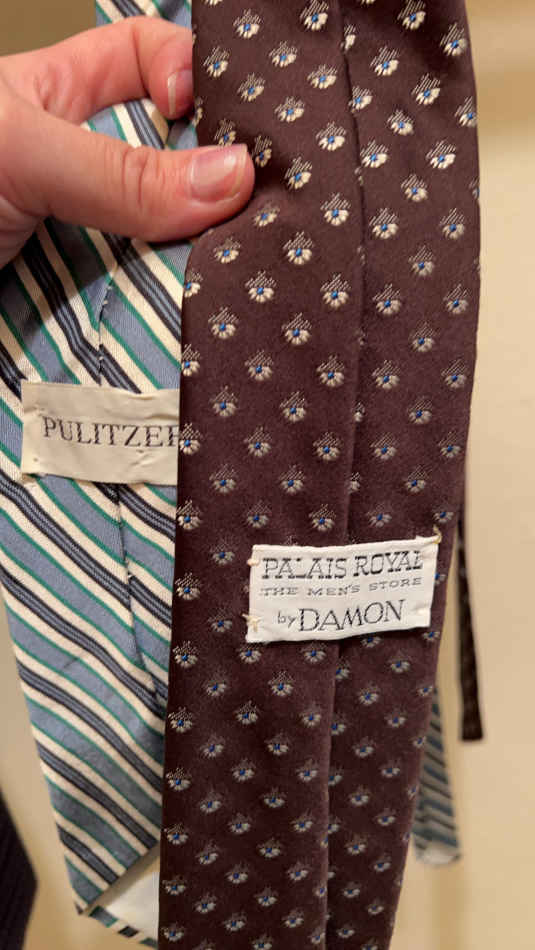 PULITZER
PALAIS ROYAL
THE MEN'S STORE
by DAMON